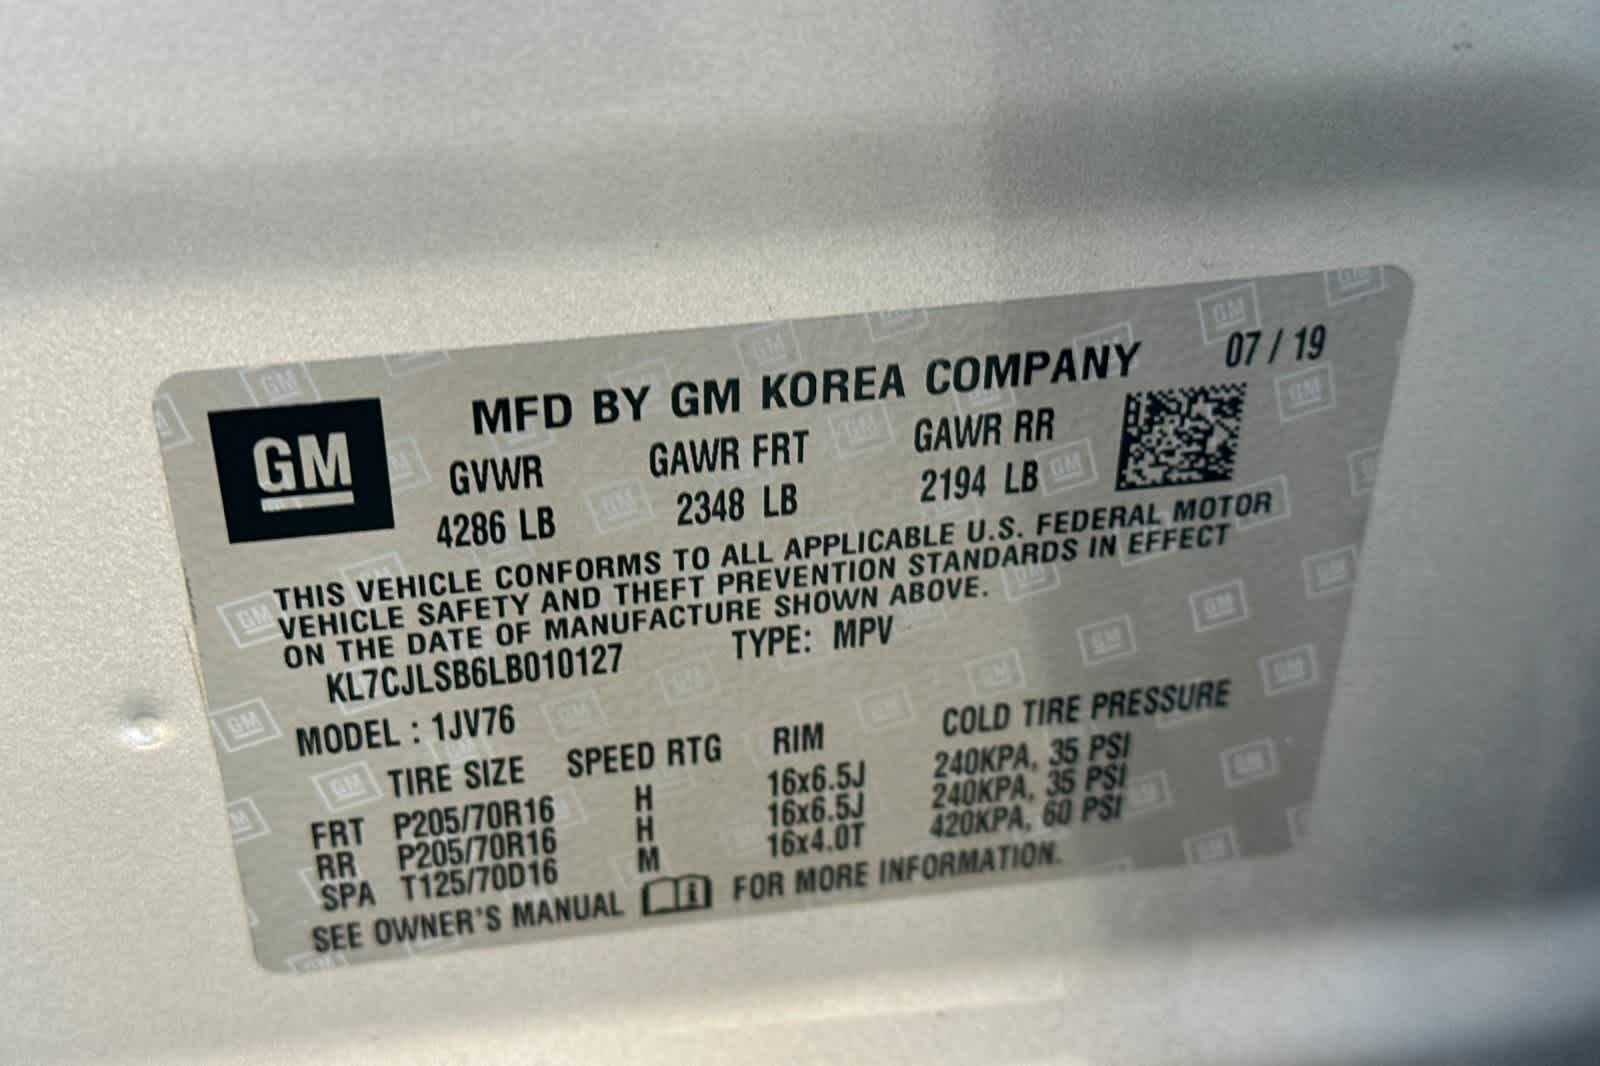 GM
MFD BY GM KOREA COMPANY 07 / 19
GVWR GAWR FRT GAWR RR
4286 LB 2348 LB 2194 LB
THIS VEHICLE CONFORMS TO ALL APPLICABLE U.S. FEDERAL MOTOR
VEHICLE SAFETY AND THEFT PREVENTION STANDARDS IN EFFECT
ON THE DATE OF MANUFACTURE SHOWN ABOVE.
KL7CJLSB6LB010127 TYPE: MPV
MODEL : 1JV76
TIRE SIZE SPEED RTG RIM COLD TIRE PRESSURE
FRT P205/70R16 H 16x6.5J 240KPA, 35 PSI
RR P205/70R16 H 16x6.5J 240KPA, 35 PSI
SPA T125/70D16 M 16x4.0T 420KPA, 60 PSI
SEE OWNER'S MANUAL FOR MORE INFORMATION.